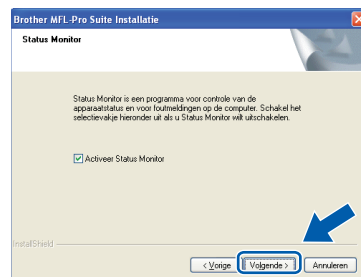 Brother MFL-Pro Suite Installatie
Status Monitor
Status Monitor is een programma voor controle van de
apparaatstatus en voor foutmeldingen op de computer. Schakel het
selectievakje hieronder uit als u Status Monitor wilt uitschakelen.
Activeer Status Monitor
InstallShield
< Vorige Volgende > Annuleren